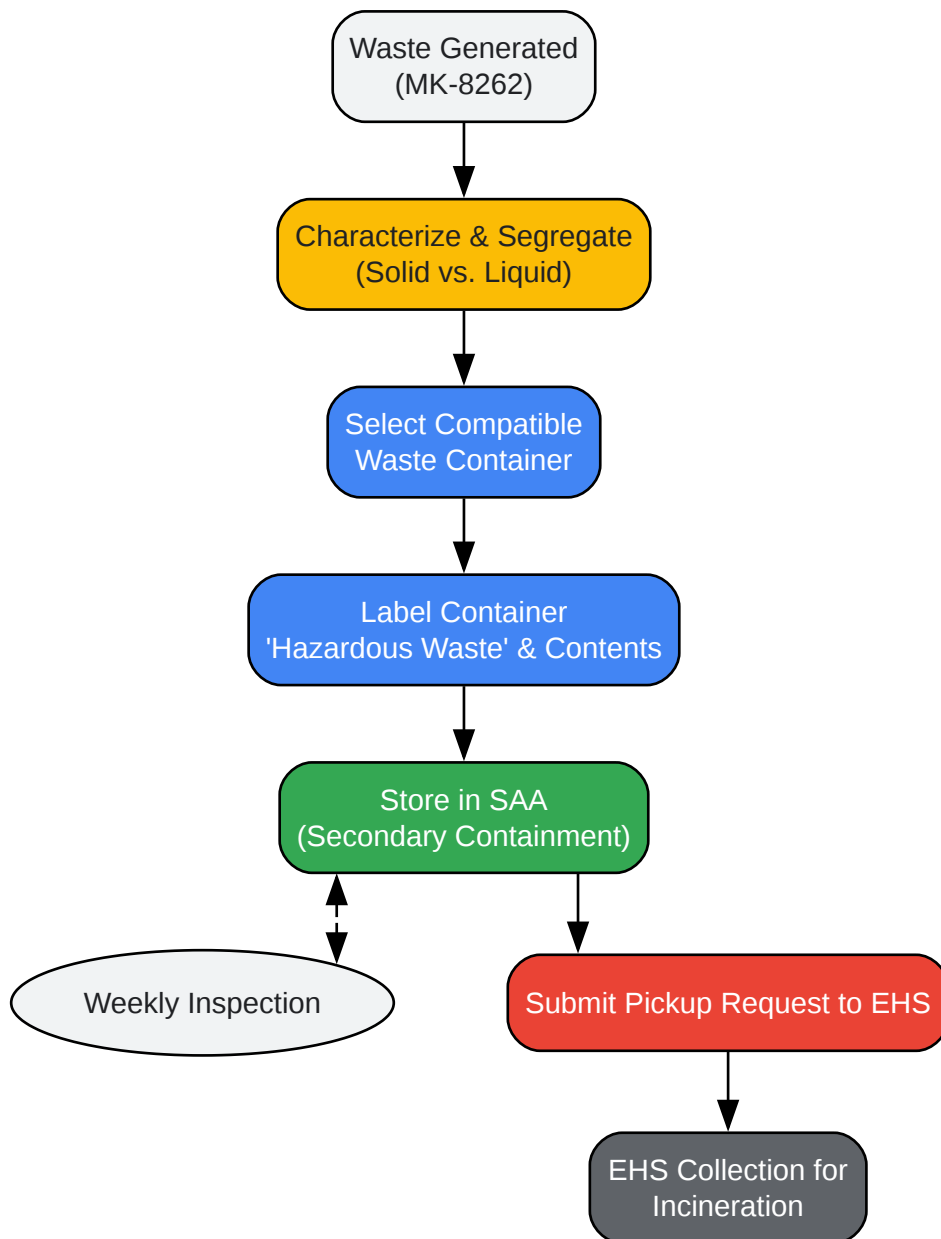 Waste Generated
(MK-8262)
Characterize & Segregate
(Solid vs. Liquid)
Select Compatible
Waste Container
Label Container
'Hazardous Waste' & Contents
Store in SAA
(Secondary Containment)
Weekly Inspection
Submit Pickup Request to EHS
EHS Collection for
Incineration